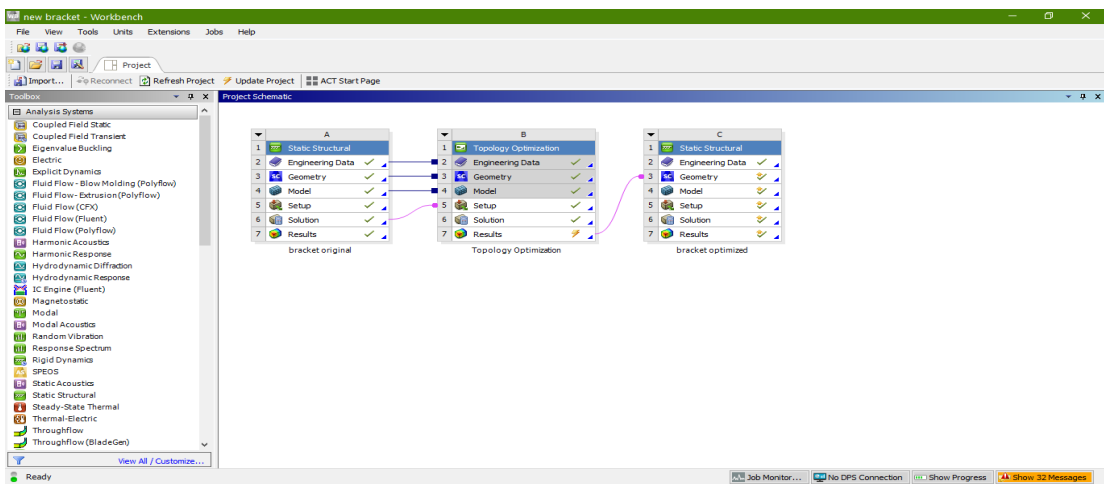 new bracket - Workbench
File View Tools Units Extensions Jobs Help
Project
Import... Reconnect Refresh Project Update Project ACT Start Page
Toolbox
Project Schematic
Analysis Systems
Coupled Field Static
Coupled Field Transient
Eigenvalue Buckling
Electric
Explicit Dynamics
Fluid Flow - Blow Molding (Polyflow)
Fluid Flow - Extrusion (Polyflow)
Fluid Flow (CFX)
Fluid Flow (Fluent)
Fluid Flow (Polyflow)
Harmonic Acoustics
Harmonic Response
Hydrodynamic Diffraction
Hydrodynamic Response
IC Engine (Fluent)
Magnetostatic
Modal
Modal Acoustics
Random Vibration
Response Spectrum
Rigid Dynamics
SPEOS
Static Acoustics
Static Structural
Steady-State Thermal
Thermal-Electric
Throughflow
Throughflow (BladeGen)
View All / Customize...
A
1 Static Structural
2 Engineering Data
3 Geometry
4 Model
5 Setup
6 Solution
7 Results
bracket original
B
1 Topology Optimization
2 Engineering Data
3 Geometry
4 Model
5 Setup
6 Solution
7 Results
Topology Optimization
C
1 Static Structural
2 Engineering Data
3 Geometry
4 Model
5 Setup
6 Solution
7 Results
bracket optimized
Ready
Job Monitor... No DPS Connection Show Progress Show 32 Messages